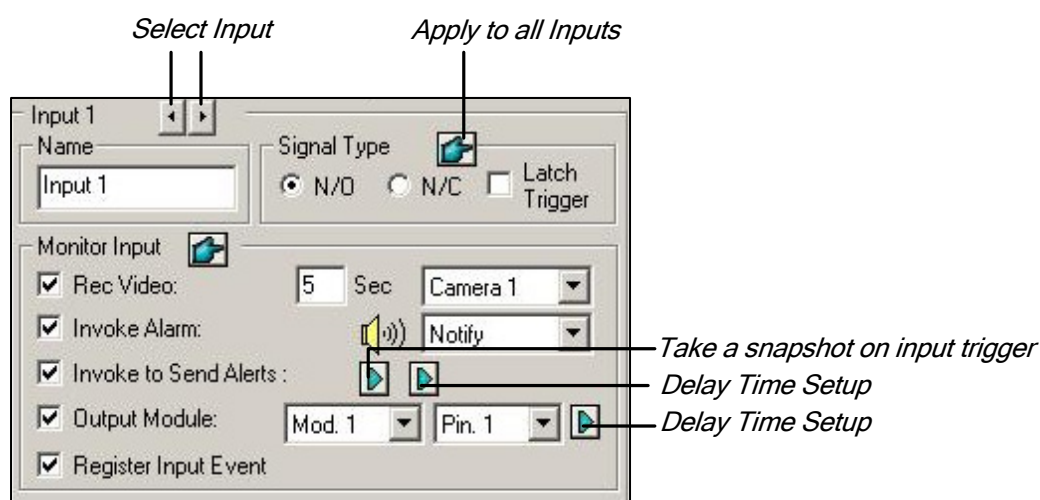 Select Input
Apply to all Inputs
Input 1
Name
Signal Type
Input 1
N/O
N/C
Latch
Trigger
Monitor Input
Rec Video:
5
Sec
Camera 1
Invoke Alarm:
Notify
Take a snapshot on input trigger
Invoke to Send Alerts :
Delay Time Setup
Output Module:
Mod. 1
Pin. 1
Delay Time Setup
Register Input Event